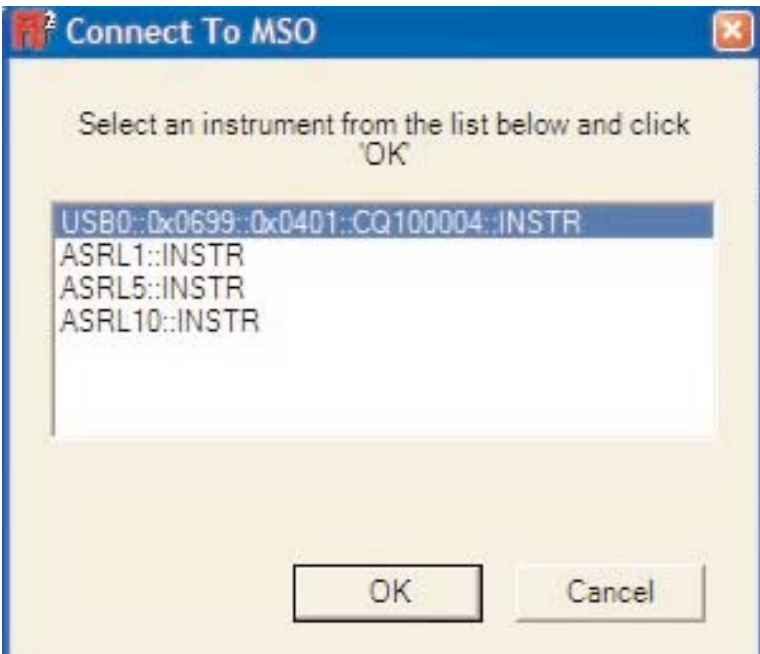 Connect To MSO
Select an instrument from the list below and click
'OK'
USB0::0x0699::0x0401::CQ100004::INSTR
ASRL1::INSTR
ASRL5::INSTR
ASRL10::INSTR
OK
Cancel